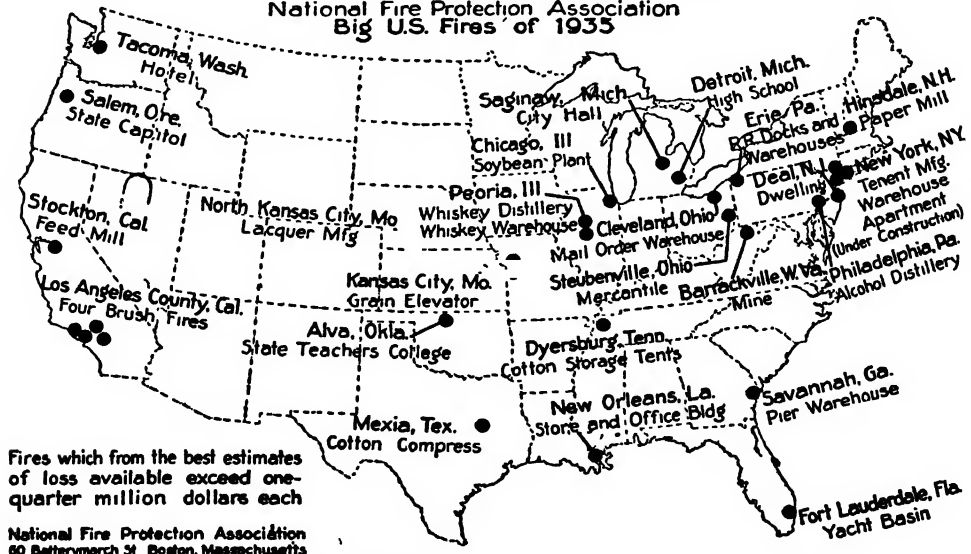 National Fire Protection Association
Big U.S. Fires of 1935
Tacoma, Wash.
Hotel
Salem, Ore.
State Capitol
Stockton, Cal.
Feed Mill
Los Angeles County, Cal.
Four Brush Fires
North Kansas City, Mo
Lacquer Mfg
Kansas City, Mo.
Grain Elevator
Alva, Okla.
State Teachers College
Mexia, Tex.
Cotton Compress
Saginaw, Mich.
City Hall
Chicago, Ill
Soybean Plant
Peoria, Ill
Whiskey Distillery
Whiskey Warehouse
Detroit, Mich.
High School
Erie, Pa.
R.R. Docks and
Warehouses
Hinsdale, N.H.
Paper Mill
Deal, N.J.
Dwelling
New York, NY.
Tenent Mfg.
Warehouse
Apartment
(Under Construction)
Cleveland, Ohio
Mail Order Warehouse
Steubenville, Ohio
Mercantile
Barrackville, W.Va.
Mine
Philadelphia, Pa.
Alcohol Distillery
Dyersburg, Tenn.
Cotton Storage Tents
New Orleans, La.
Store and Office Bldg
Savannah, Ga.
Pier Warehouse
Fort Lauderdale, Fla.
Yacht Basin
Fires which from the best estimates
of loss available exceed one-
quarter million dollars each
National Fire Protection Association
60 Batterymarch St Boston, Massachusetts